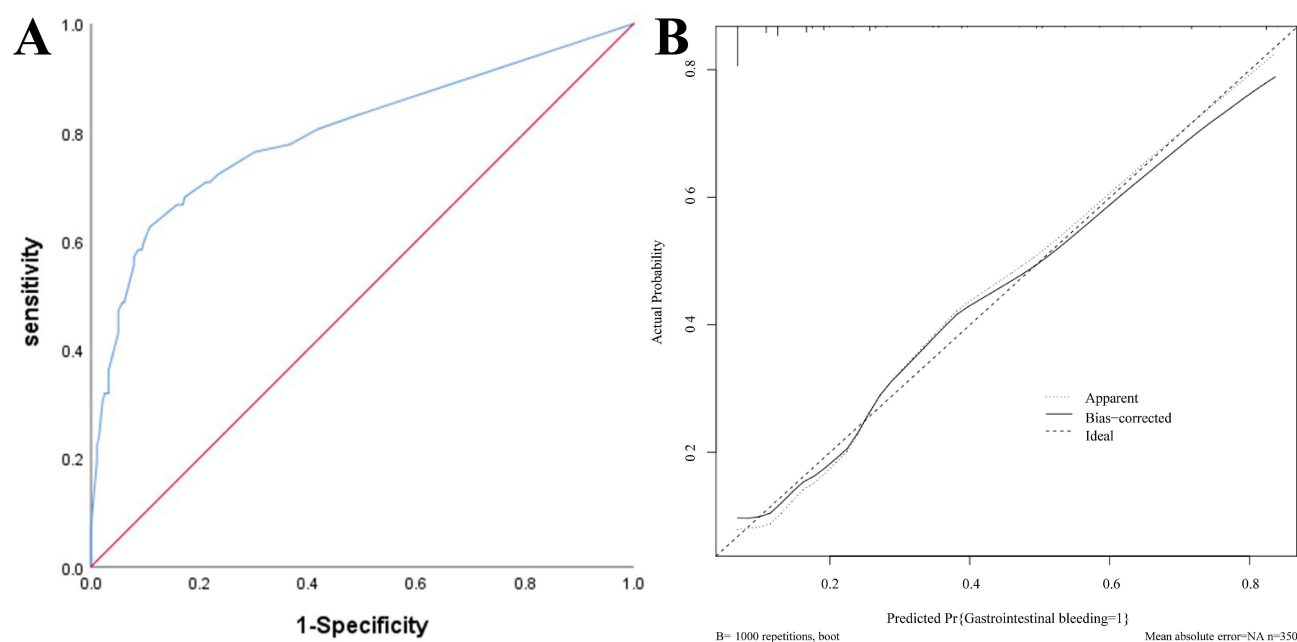 A
1.0
0.8
0.6
0.4
0.2
0.0
sensitivity
0.0 0.2 0.4 0.6 0.8 1.0
1-Specificity
B
0.8
0.6
0.4
0.2
Actual Probability
Apparent
Bias-corrected
Ideal
0.2 0.4 0.6 0.8
Predicted Pr{Gastrointestinal bleeding=1}
B= 1000 repetitions, boot
Mean absolute error=NA n=350